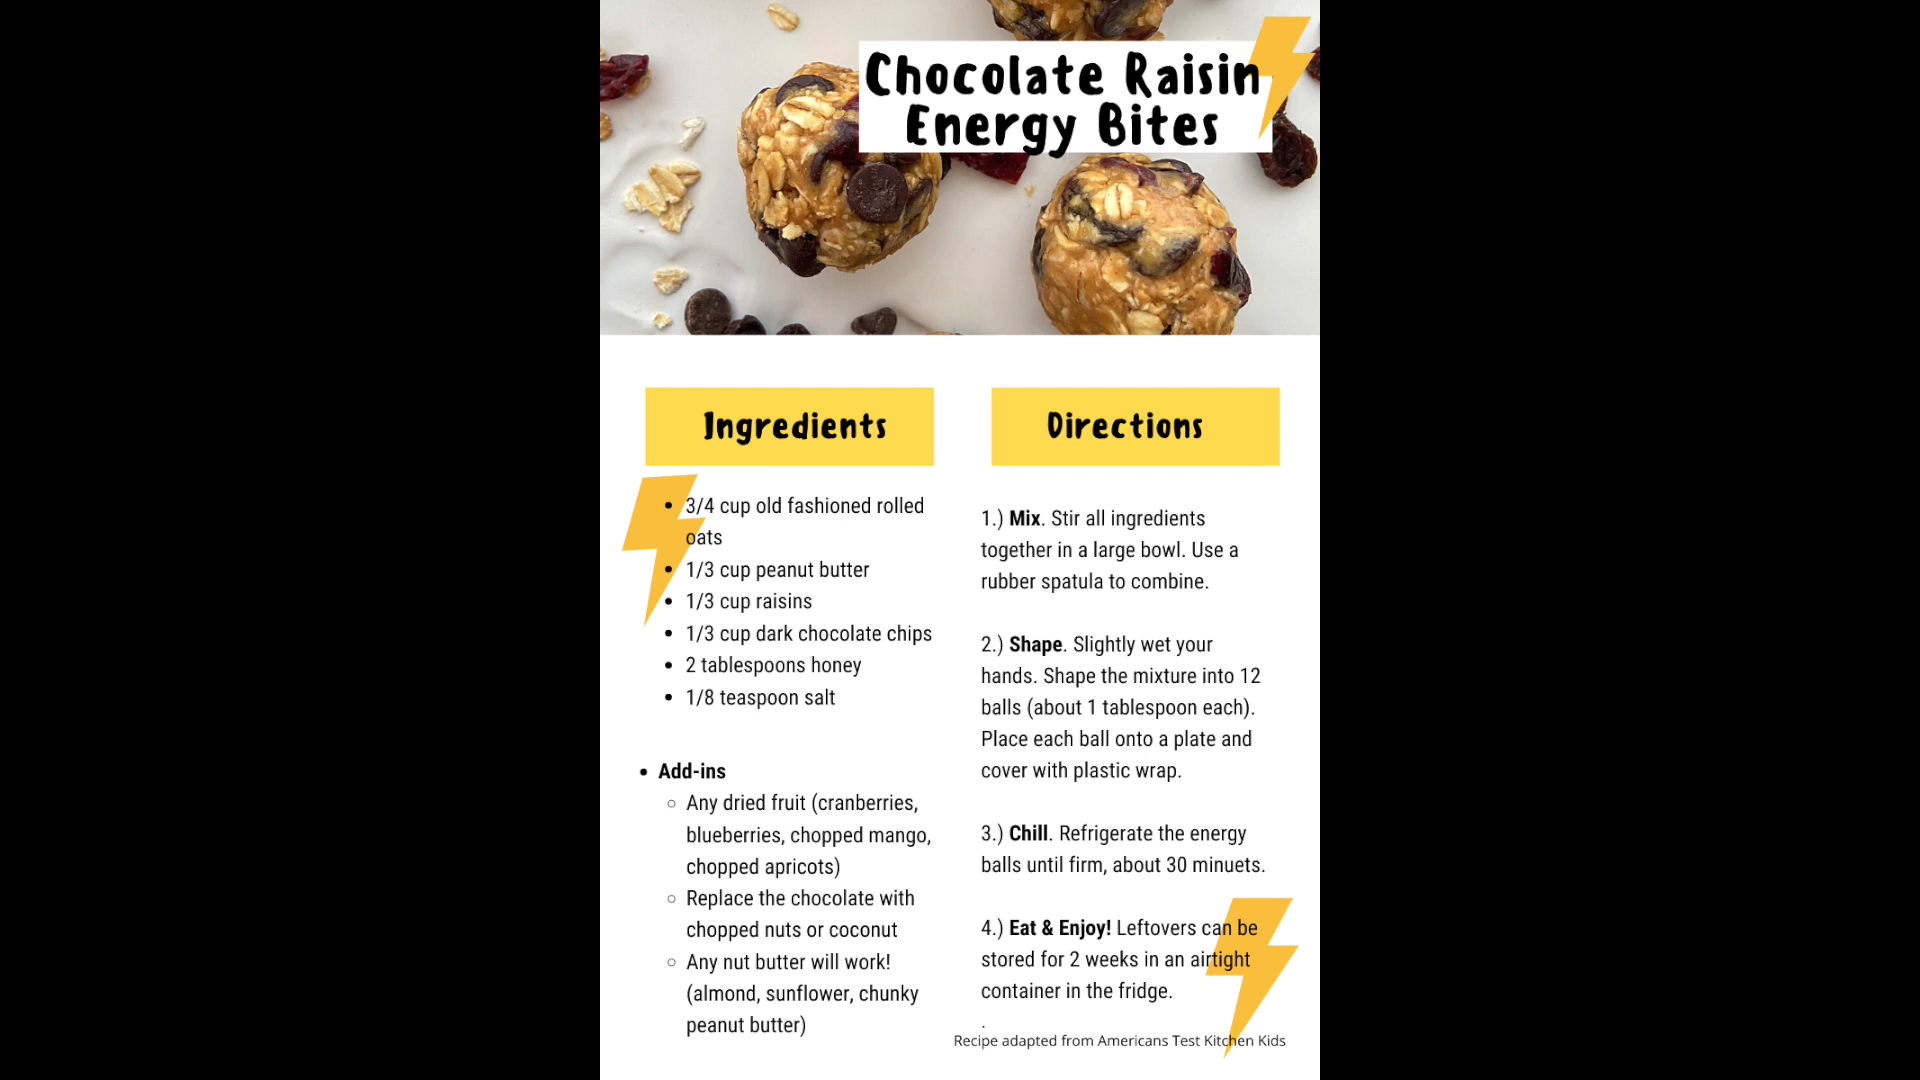 Chocolate Raisin
Energy Bites
Ingredients
• 3/4 cup old fashioned rolled
oats
• 1/3 cup peanut butter
• 1/3 cup raisins
• 1/3 cup dark chocolate chips
• 2 tablespoons honey
• 1/8 teaspoon salt
• Add-ins
○ Any dried fruit (cranberries,
blueberries, chopped mango,
chopped apricots)
○ Replace the chocolate with
chopped nuts or coconut
○ Any nut butter will work!
(almond, sunflower, chunky
peanut butter)
Directions
1.) Mix. Stir all ingredients
together in a large bowl. Use a
rubber spatula to combine.
2.) Shape. Slightly wet your
hands. Shape the mixture into 12
balls (about 1 tablespoon each).
Place each ball onto a plate and
cover with plastic wrap.
3.) Chill. Refrigerate the energy
balls until firm, about 30 minuets.
4.) Eat & Enjoy! Leftovers can be
stored for 2 weeks in an airtight
container in the fridge.
.
Recipe adapted from Americans Test Kitchen Kids